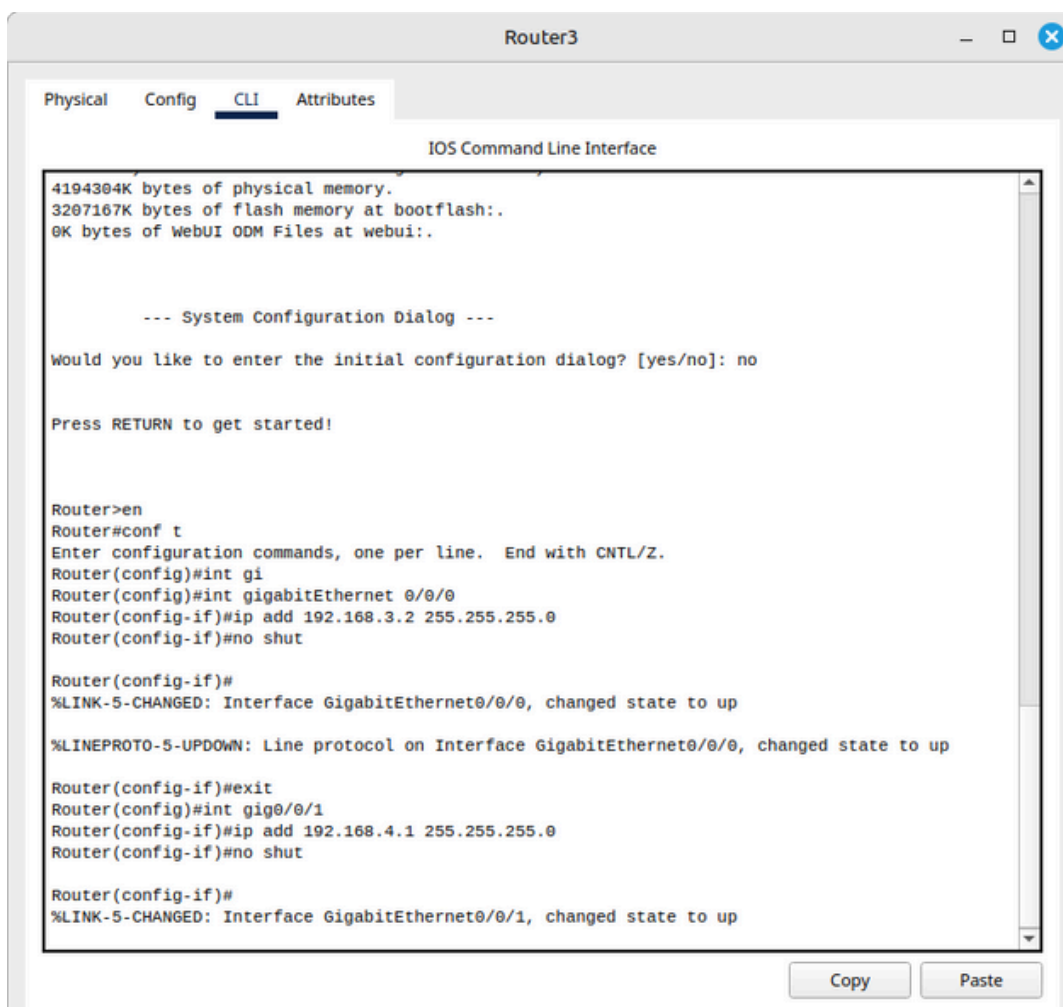 Router3
Physical Config CLI Attributes
IOS Command Line Interface
4194304K bytes of physical memory.
3207167K bytes of flash memory at bootflash:.
0K bytes of WebUI ODM Files at webui:.
--- System Configuration Dialog ---
Would you like to enter the initial configuration dialog? [yes/no]: no
Press RETURN to get started!
Router>en
Router#conf t
Enter configuration commands, one per line.  End with CNTL/Z.
Router(config)#int gi
Router(config)#int gigabitEthernet 0/0/0
Router(config-if)#ip add 192.168.3.2 255.255.255.0
Router(config-if)#no shut
Router(config-if)#
%LINK-5-CHANGED: Interface GigabitEthernet0/0/0, changed state to up
%LINEPROTO-5-UPDOWN: Line protocol on Interface GigabitEthernet0/0/0, changed state to up
Router(config-if)#exit
Router(config)#int gig0/0/1
Router(config-if)#ip add 192.168.4.1 255.255.255.0
Router(config-if)#no shut
Router(config-if)#
%LINK-5-CHANGED: Interface GigabitEthernet0/0/1, changed state to up
Copy Paste